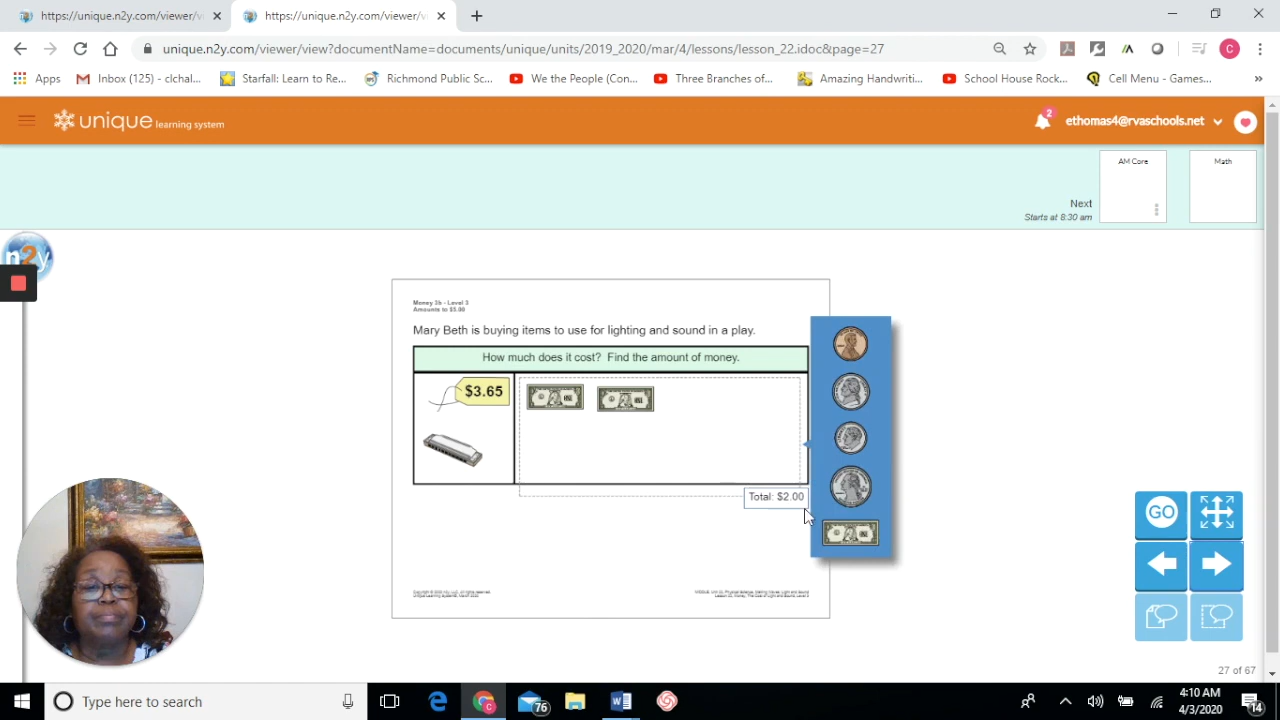 https://unique.n2y.com/viewer/v
https://unique.n2y.com/viewer/v
unique.n2y.com/viewer/view?documentName=documents/unique/units/2019_2020/mar/4/lessons/lesson_22.idoc&page=27
C
Apps
Inbox (125) - clchal...
Starfall: Learn to Re...
Richmond Public Sc...
We the People (Con...
Three Branches of...
Amazing Handwriti...
School House Rock...
Cell Menu - Games...
»
unique learning system
2
ethomas4@rvaschools.net
AM Core
Math
Next
Starts at 8:30 am
n2y
Money 3b - Level 3
Amounts to $5.00
Mary Beth is buying items to use for lighting and sound in a play.
How much does it cost? Find the amount of money.
$3.65
Total: $2.00
GO
27 of 67
Type here to search
76
4:10 AM
4/3/2020
14